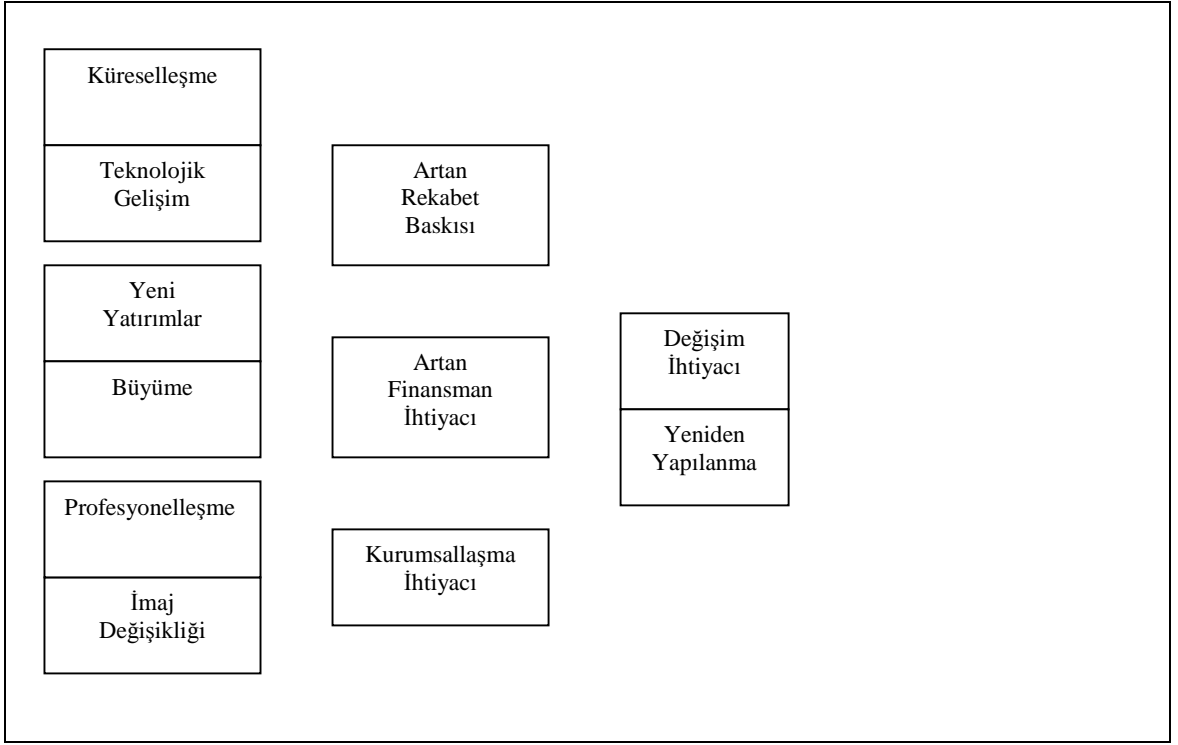 Küreselleşme
Teknolojik
Gelişim
Yeni
Yatırımlar
Büyüme
Profesyonelleşme
İmaj
Değişikliği
Artan
Rekabet
Baskısı
Artan
Finansman
İhtiyacı
Kurumsallaşma
İhtiyacı
Değişim
İhtiyacı
Yeniden
Yapılanma